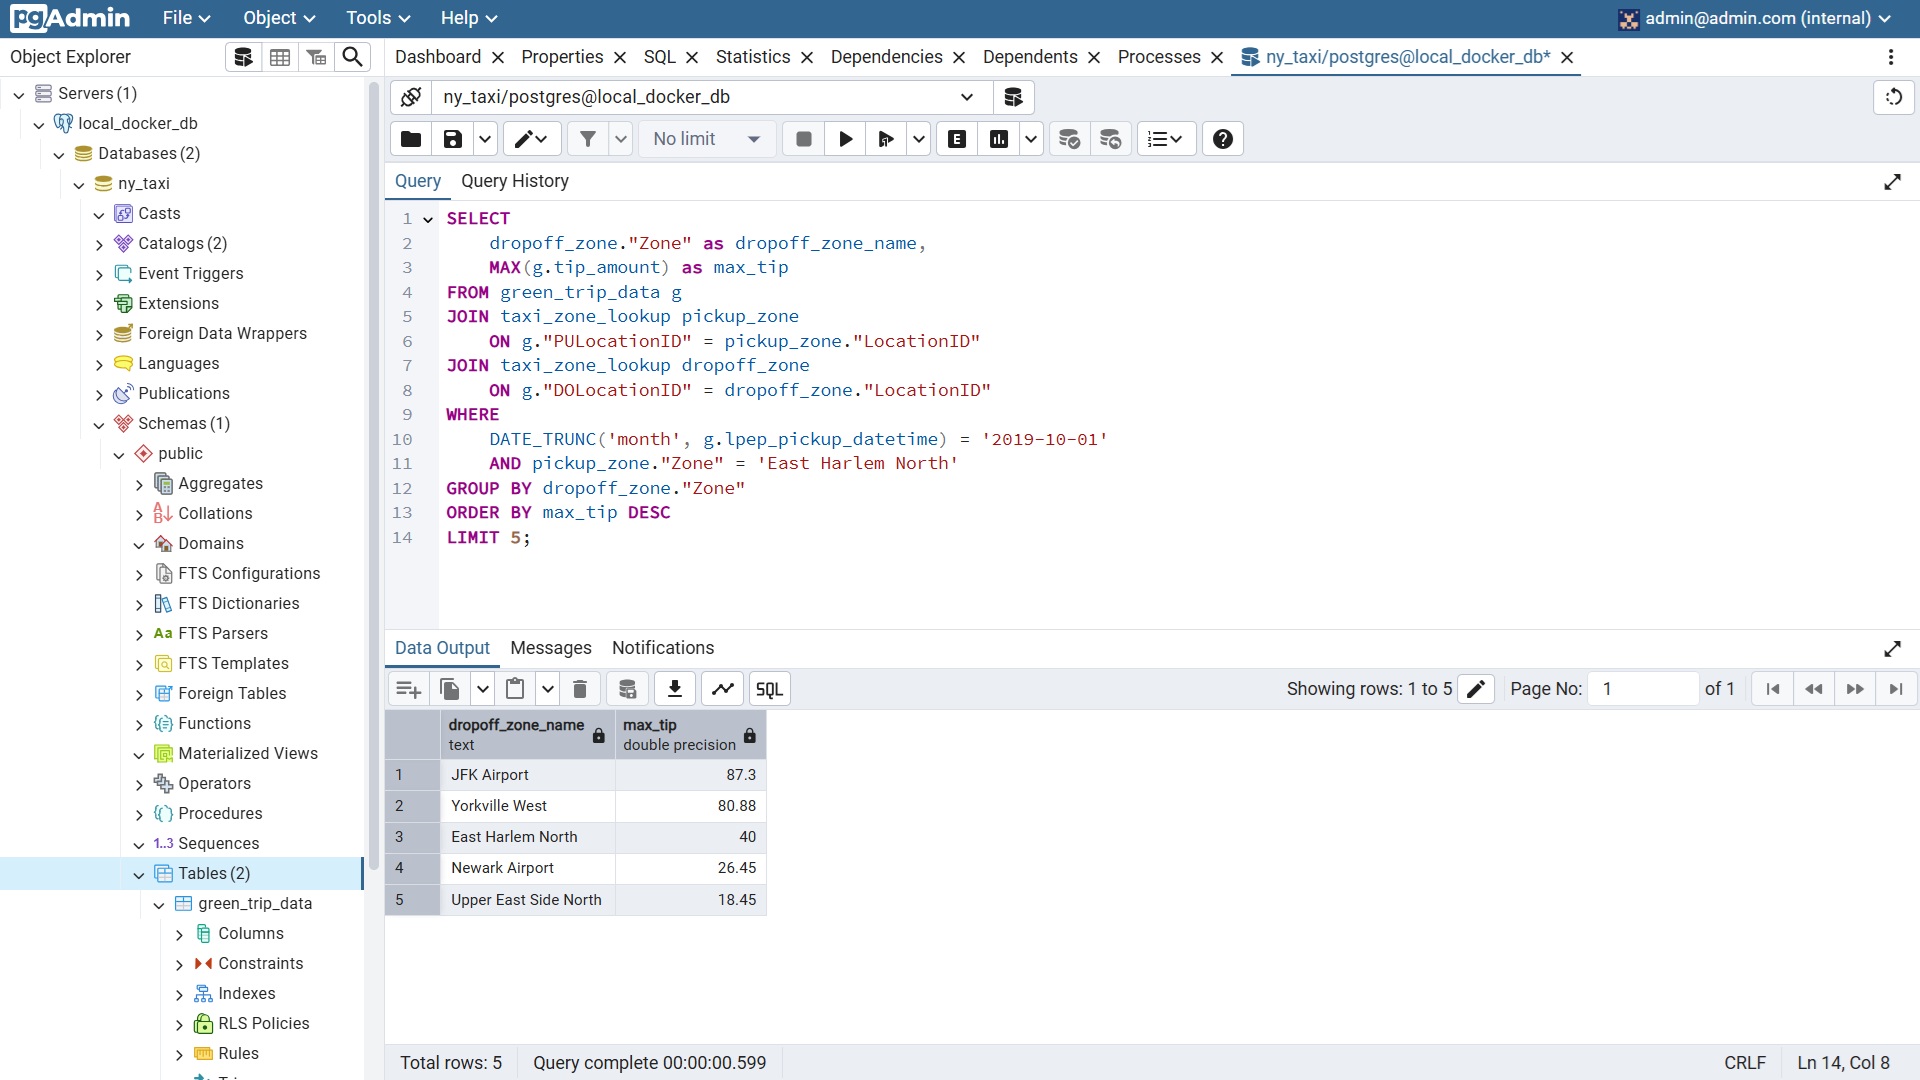 pgAdmin File Object Tools Help admin@admin.com (internal)
Object Explorer
Dashboard Properties SQL Statistics Dependencies Dependents Processes ny_taxi/postgres@local_docker_db*
Servers (1)
local_docker_db
Databases (2)
ny_taxi
Casts
Catalogs (2)
Event Triggers
Extensions
Foreign Data Wrappers
Languages
Publications
Schemas (1)
public
Aggregates
Collations
Domains
FTS Configurations
FTS Dictionaries
Aa FTS Parsers
FTS Templates
Foreign Tables
Functions
Materialized Views
Operators
Procedures
1..3 Sequences
Tables (2)
green_trip_data
Columns
Constraints
Indexes
RLS Policies
Rules
ny_taxi/postgres@local_docker_db
No limit E
Query Query History
1 SELECT
2 dropoff_zone."Zone" as dropoff_zone_name,
3 MAX(g.tip_amount) as max_tip
4 FROM green_trip_data g
5 JOIN taxi_zone_lookup pickup_zone
6 ON g."PULocationID" = pickup_zone."LocationID"
7 JOIN taxi_zone_lookup dropoff_zone
8 ON g."DOLocationID" = dropoff_zone."LocationID"
9 WHERE
10 DATE_TRUNC('month', g.lpep_pickup_datetime) = '2019-10-01'
11 AND pickup_zone."Zone" = 'East Harlem North'
12 GROUP BY dropoff_zone."Zone"
13 ORDER BY max_tip DESC
14 LIMIT 5;
Data Output Messages Notifications
SQL Showing rows: 1 to 5 Page No: 1 of 1
dropoff_zone_name max_tip
text double precision
1 JFK Airport 87.3
2 Yorkville West 80.88
3 East Harlem North 40
4 Newark Airport 26.45
5 Upper East Side North 18.45
Total rows: 5 Query complete 00:00:00.599 CRLF Ln 14, Col 8